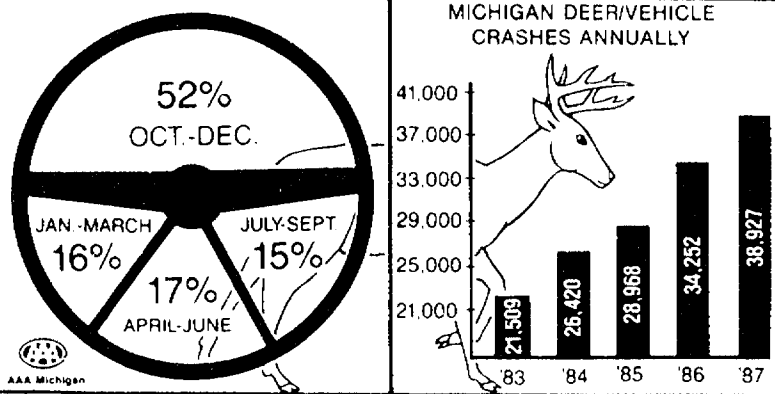 52%
OCT.-DEC.
JAN.-MARCH
16%
JULY-SEPT.
15%
17%
APRIL-JUNE
AAA Michigan
MICHIGAN DEER/VEHICLE
CRASHES ANNUALLY
41,000
37,000
33,000
29,000
25,000
21,000
21,509
26,420
28,968
34,252
38,927
'83
'84
'85
'86
'87